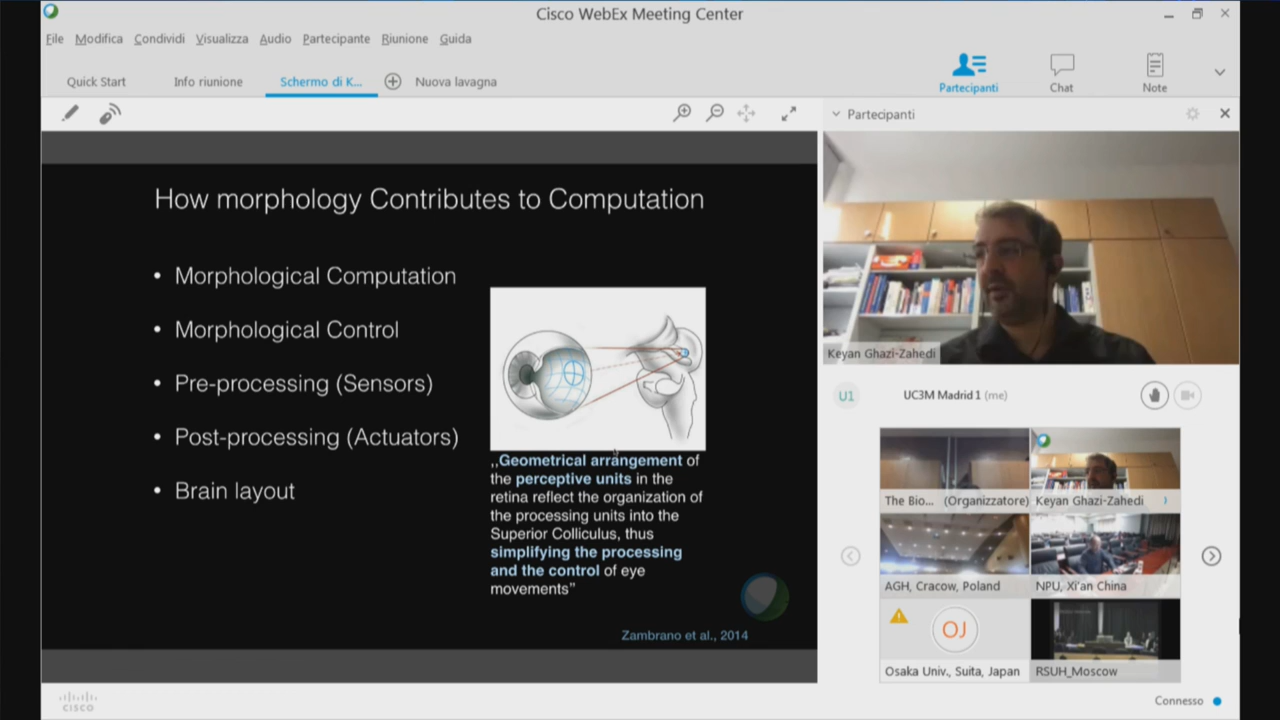 Cisco WebEx Meeting Center
File Modifica Condividi Visualizza Audio Partecipante Riunione Guida
Quick Start Info riunione Schermo di K... Nuova lavagna
Partecipanti Chat Note
Partecipanti
How morphology Contributes to Computation
• Morphological Computation
• Morphological Control
• Pre-processing (Sensors)
• Post-processing (Actuators)
• Brain layout
,,Geometrical arrangement of
the perceptive units in the
retina reflect the organization of
the processing units into the
Superior Colliculus, thus
simplifying the processing
and the control of eye
movements”
Zambrano et al., 2014
Keyan Ghazi-Zahedi
U1 UC3M Madrid 1 (me)
The Bio... (Organizzatore) Keyan Ghazi-Zahedi
AGH, Cracow, Poland NPU, Xi'an China
OJ
Osaka Univ., Suita, Japan RSUH_Moscow
CISCO
Connesso